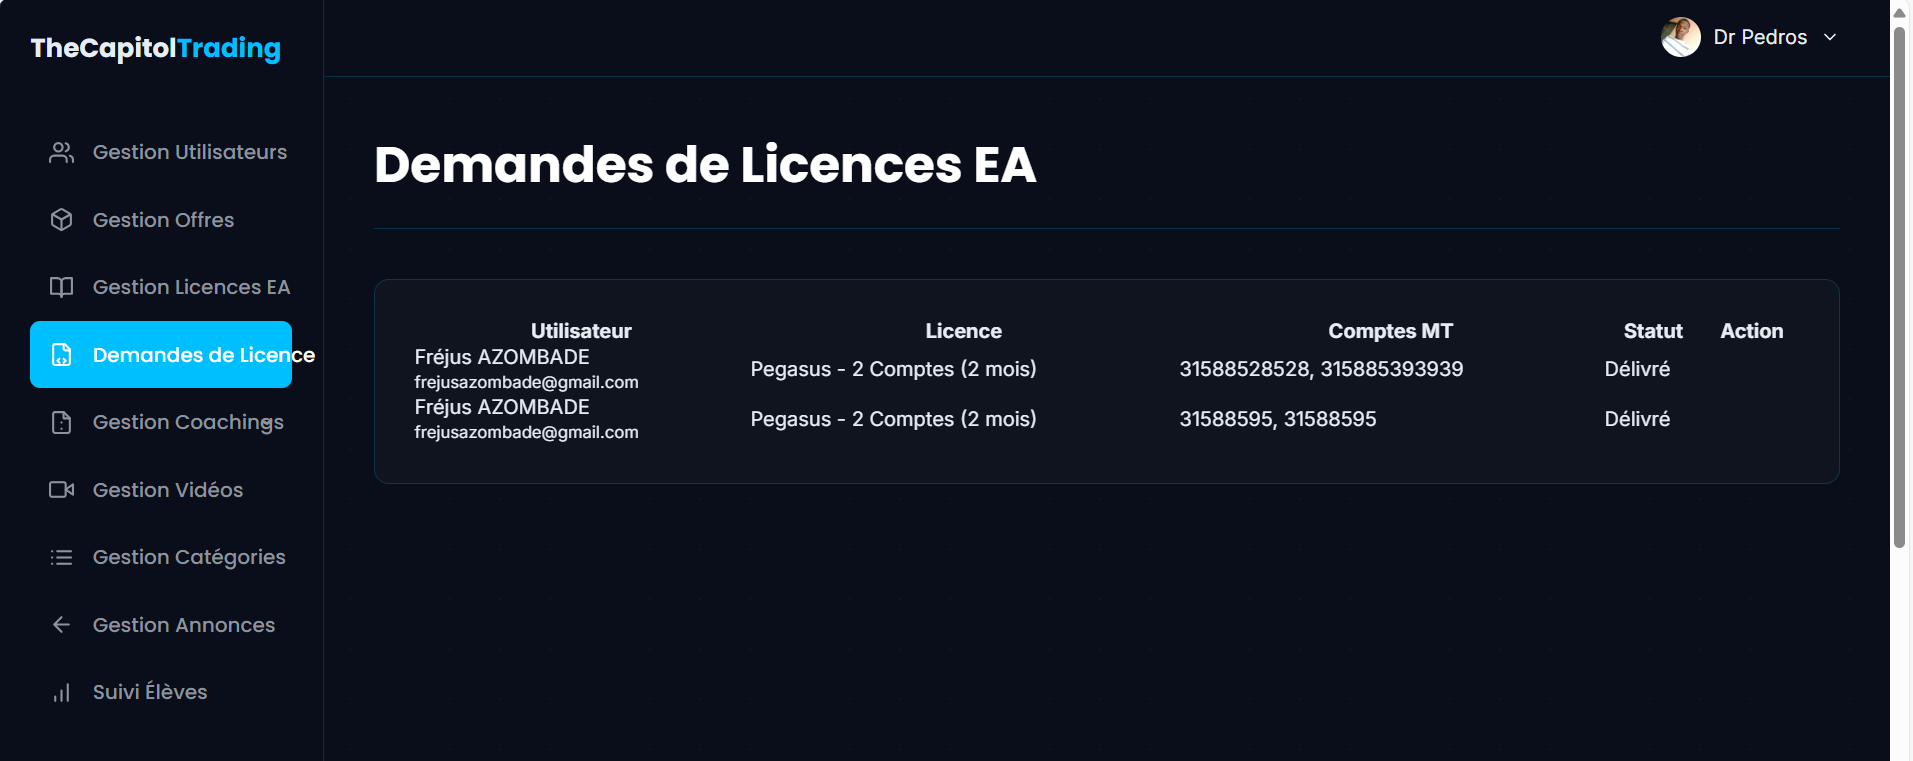 TheCapitolTrading
Dr Pedros
Gestion Utilisateurs
Gestion Offres
Gestion Licences EA
Demandes de Licence
Gestion Coachings
Gestion Vidéos
Gestion Catégories
Gestion Annonces
Suivi Élèves
Demandes de Licences EA
Utilisateur Licence Comptes MT Statut Action
Fréjus AZOMBADE
frejusazombade@gmail.com
Pegasus - 2 Comptes (2 mois) 31588528528, 315885393939 Délivré
Fréjus AZOMBADE
frejusazombade@gmail.com
Pegasus - 2 Comptes (2 mois) 31588595, 31588595 Délivré